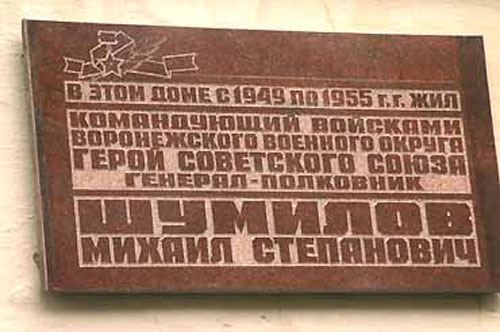 В ЭТОМ ДОМЕ С 1949 ПО 1955 Г.Г. ЖИЛ
КОМАНДУЮЩИЙ ВОЙСКАМИ
ВОРОНЕЖСКОГО ВОЕННОГО ОКРУГА
ГЕРОЙ СОВЕТСКОГО СОЮЗА
ГЕНЕРАЛ-ПОЛКОВНИК
ШУМИЛОВ
МИХАИЛ СТЕПАНОВИЧ